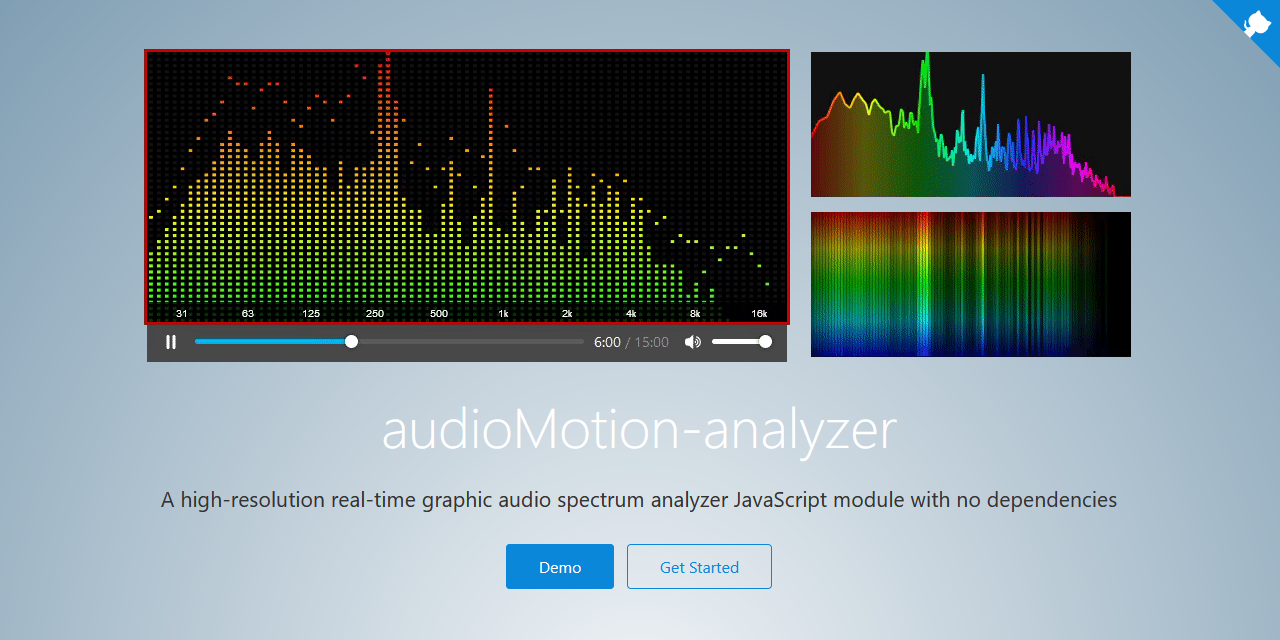 31 63 125 250 500 1k 2k 4k 8k 16k
6:00 / 15:00
audioMotion-analyzer
A high-resolution real-time graphic audio spectrum analyzer JavaScript module with no dependencies
Demo Get Started